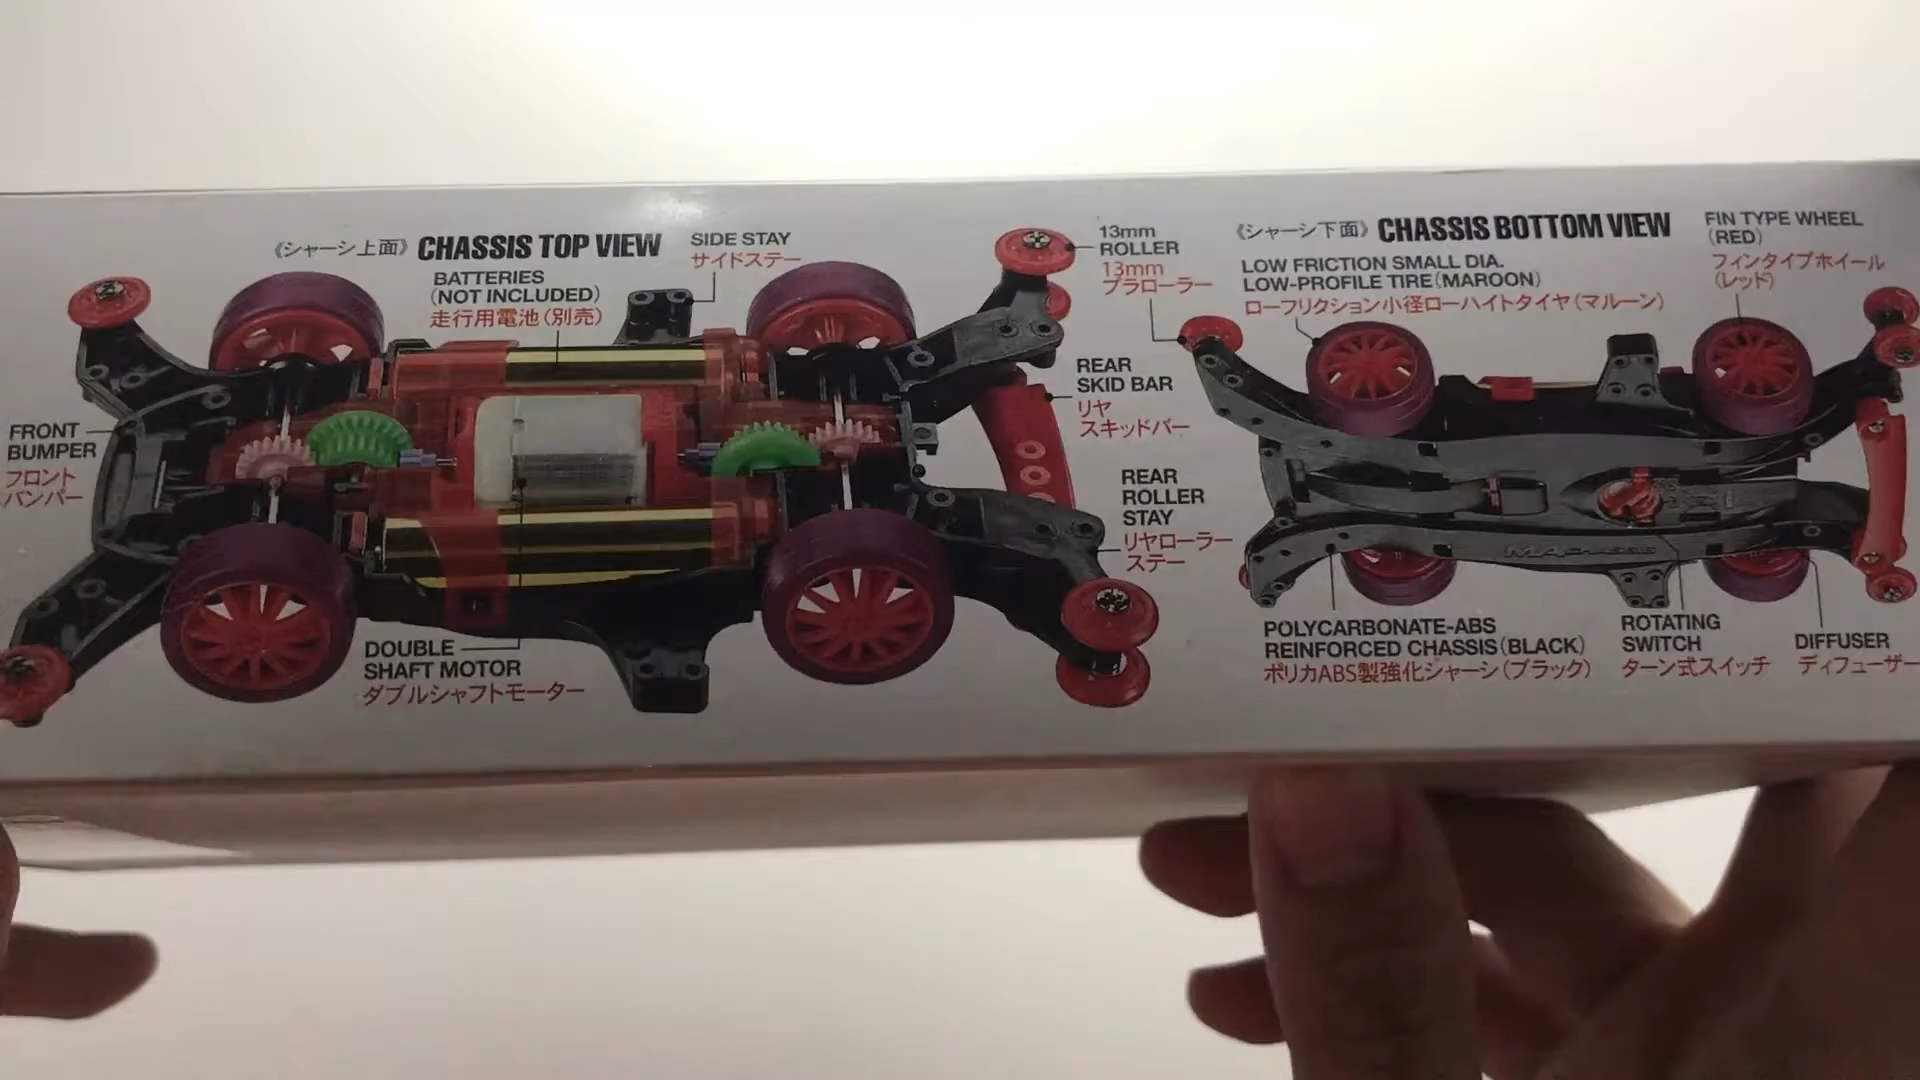 《シャーシ上面》 CHASSIS TOP VIEW
BATTERIES
(NOT INCLUDED)
走行用電池(別売)
SIDE STAY
サイドステー
FRONT
BUMPER
フロント
バンパー
DOUBLE
SHAFT MOTOR
ダブルシャフトモーター
13mm
ROLLER
13mm
プラローラー
REAR
SKID BAR
リヤ
スキッドバー
REAR
ROLLER
STAY
リヤローラー
ステー
《シャーシ下面》 CHASSIS BOTTOM VIEW
LOW FRICTION SMALL DIA.
LOW-PROFILE TIRE (MAROON)
ローフリクション小径ローハイトタイヤ(マルーン)
FIN TYPE WHEEL
(RED)
フィンタイプホイール
(レッド)
POLYCARBONATE-ABS
REINFORCED CHASSIS (BLACK)
ポリカABS製強化シャーシ(ブラック)
ROTATING
SWITCH
ターン式スイッチ
DIFFUSER
ディフューザー